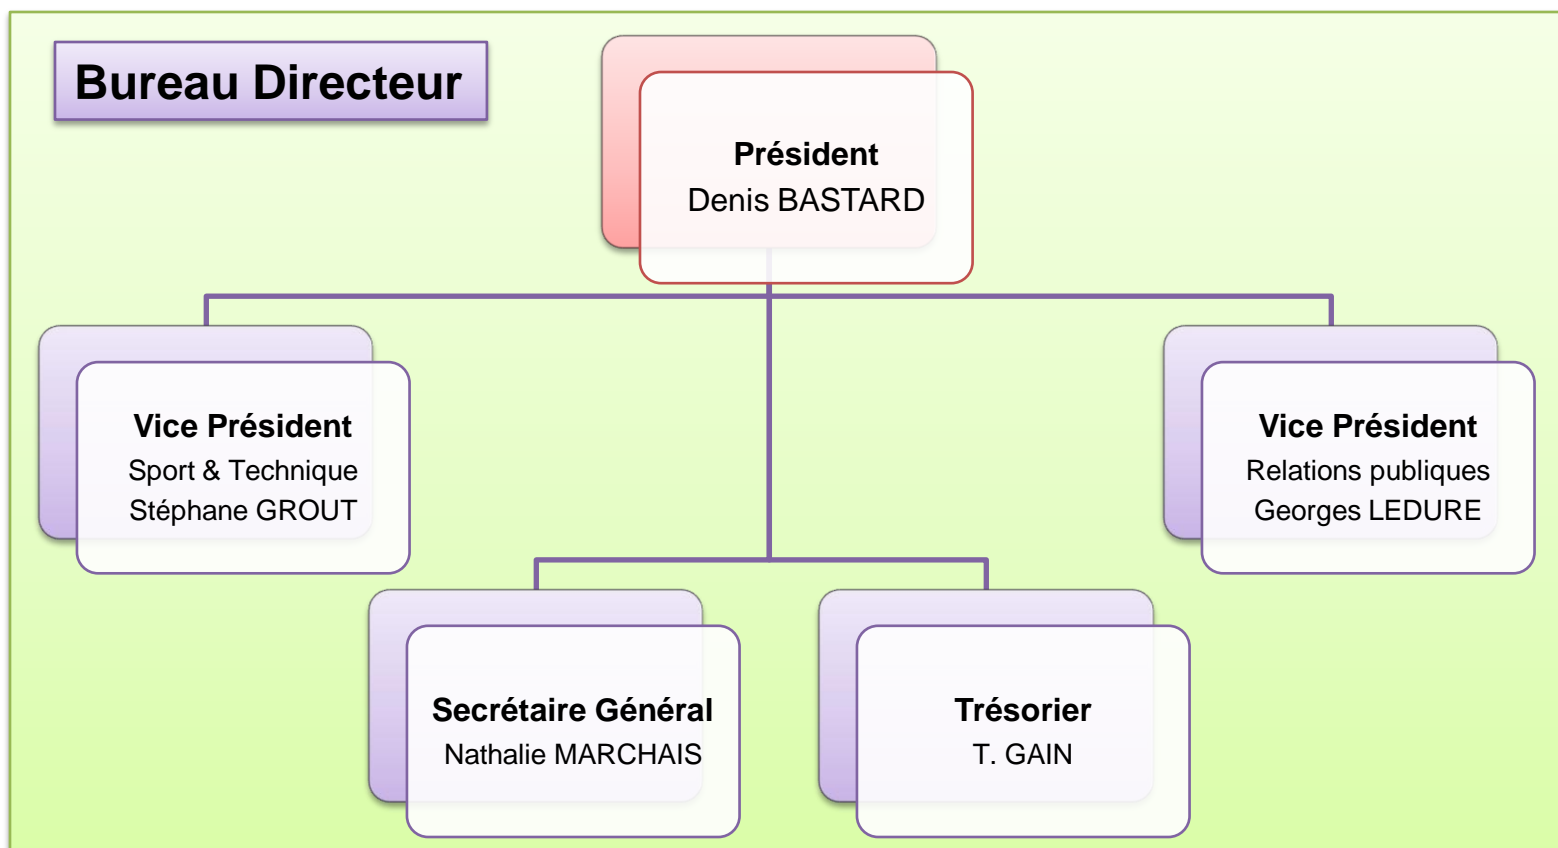 Bureau Directeur
Président
Denis BASTARD
Vice Président
Sport & Technique
Stéphane GROUT
Vice Président
Relations publiques
Georges LEDURE
Secrétaire Général
Nathalie MARCHAIS
Trésorier
T. GAIN